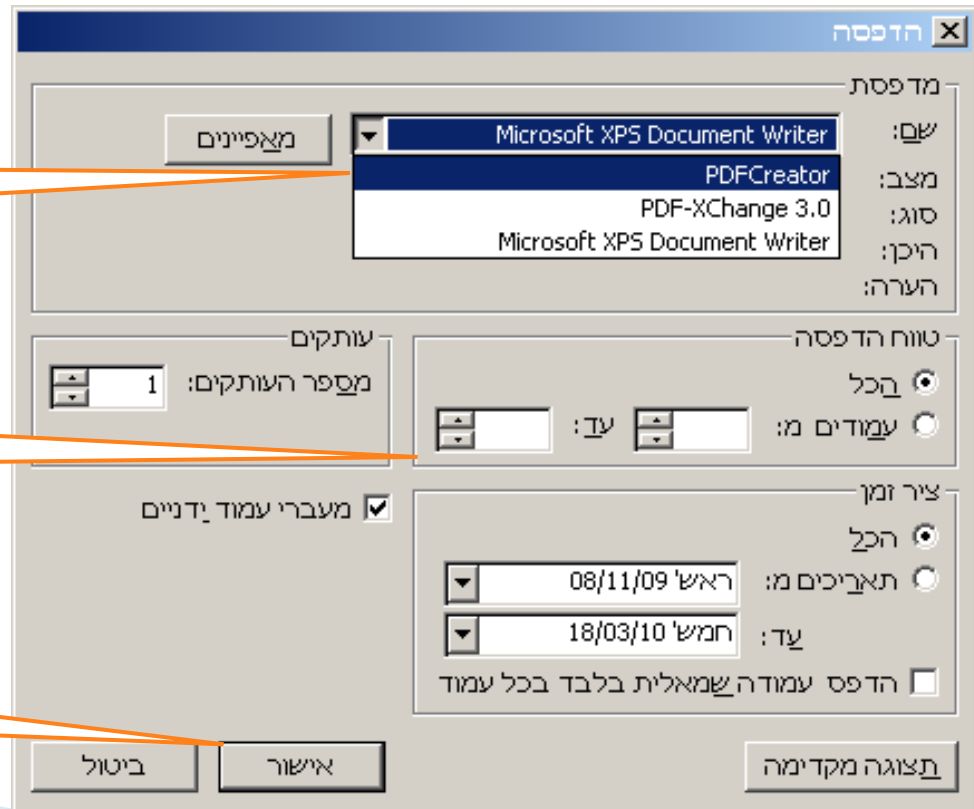 הדפסה
מדפסת
שם: Microsoft XPS Document Writer מאפיינים
מצב: PDFCreator
סוג: PDF-XChange 3.0
היכן: Microsoft XPS Document Writer
הערה:
טווח הדפסה
הכל
עמודים מ: עד:
עותקים
מספר העותקים: 1
ציר זמן
הכל
תאריכים מ: ראש' 08/11/09
עד: חמש' 18/03/10
הדפס עמודה שמאלית בלבד בכל עמוד
מעברי עמוד ידניים
תצוגה מקדימה אישור ביטול